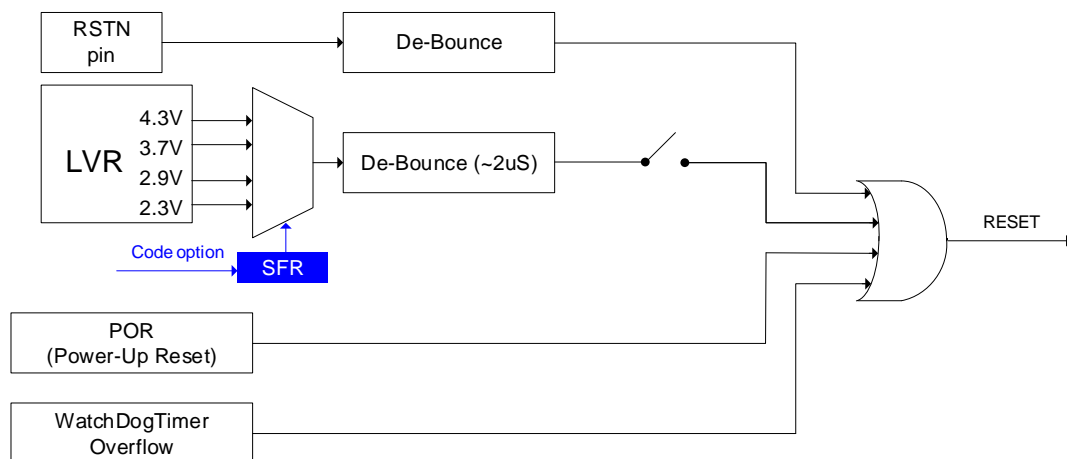 RSTN
pin
De-Bounce
LVR
4.3V
3.7V
2.9V
2.3V
De-Bounce (~2uS)
Code option
SFR
RESET
POR
(Power-Up Reset)
WatchDogTimer
Overflow